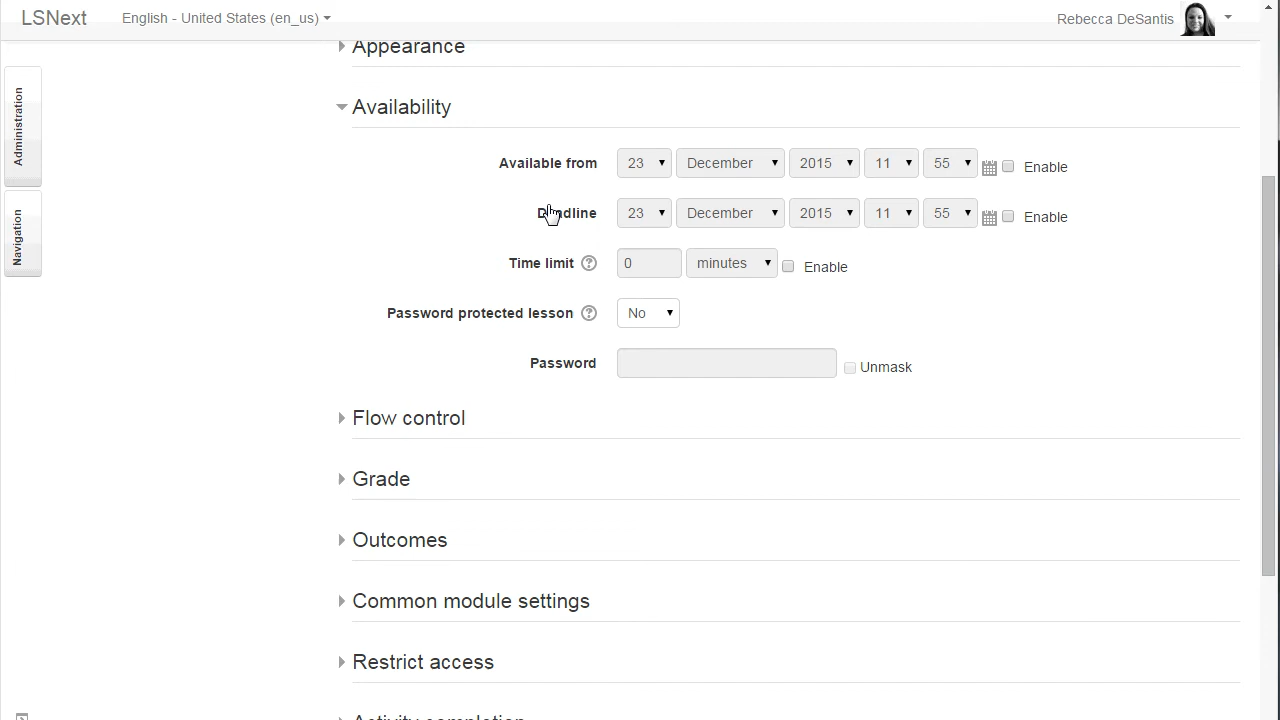 LSNext English - United States (en_us) Rebecca DeSantis
Appearance
Administration
Availability
Available from 23 December 2015 11 55 Enable
Navigation
Deadline 23 December 2015 11 55 Enable
Time limit 0 minutes Enable
Password protected lesson No
Password Unmask
Flow control
Grade
Outcomes
Common module settings
Restrict access
Activity completion